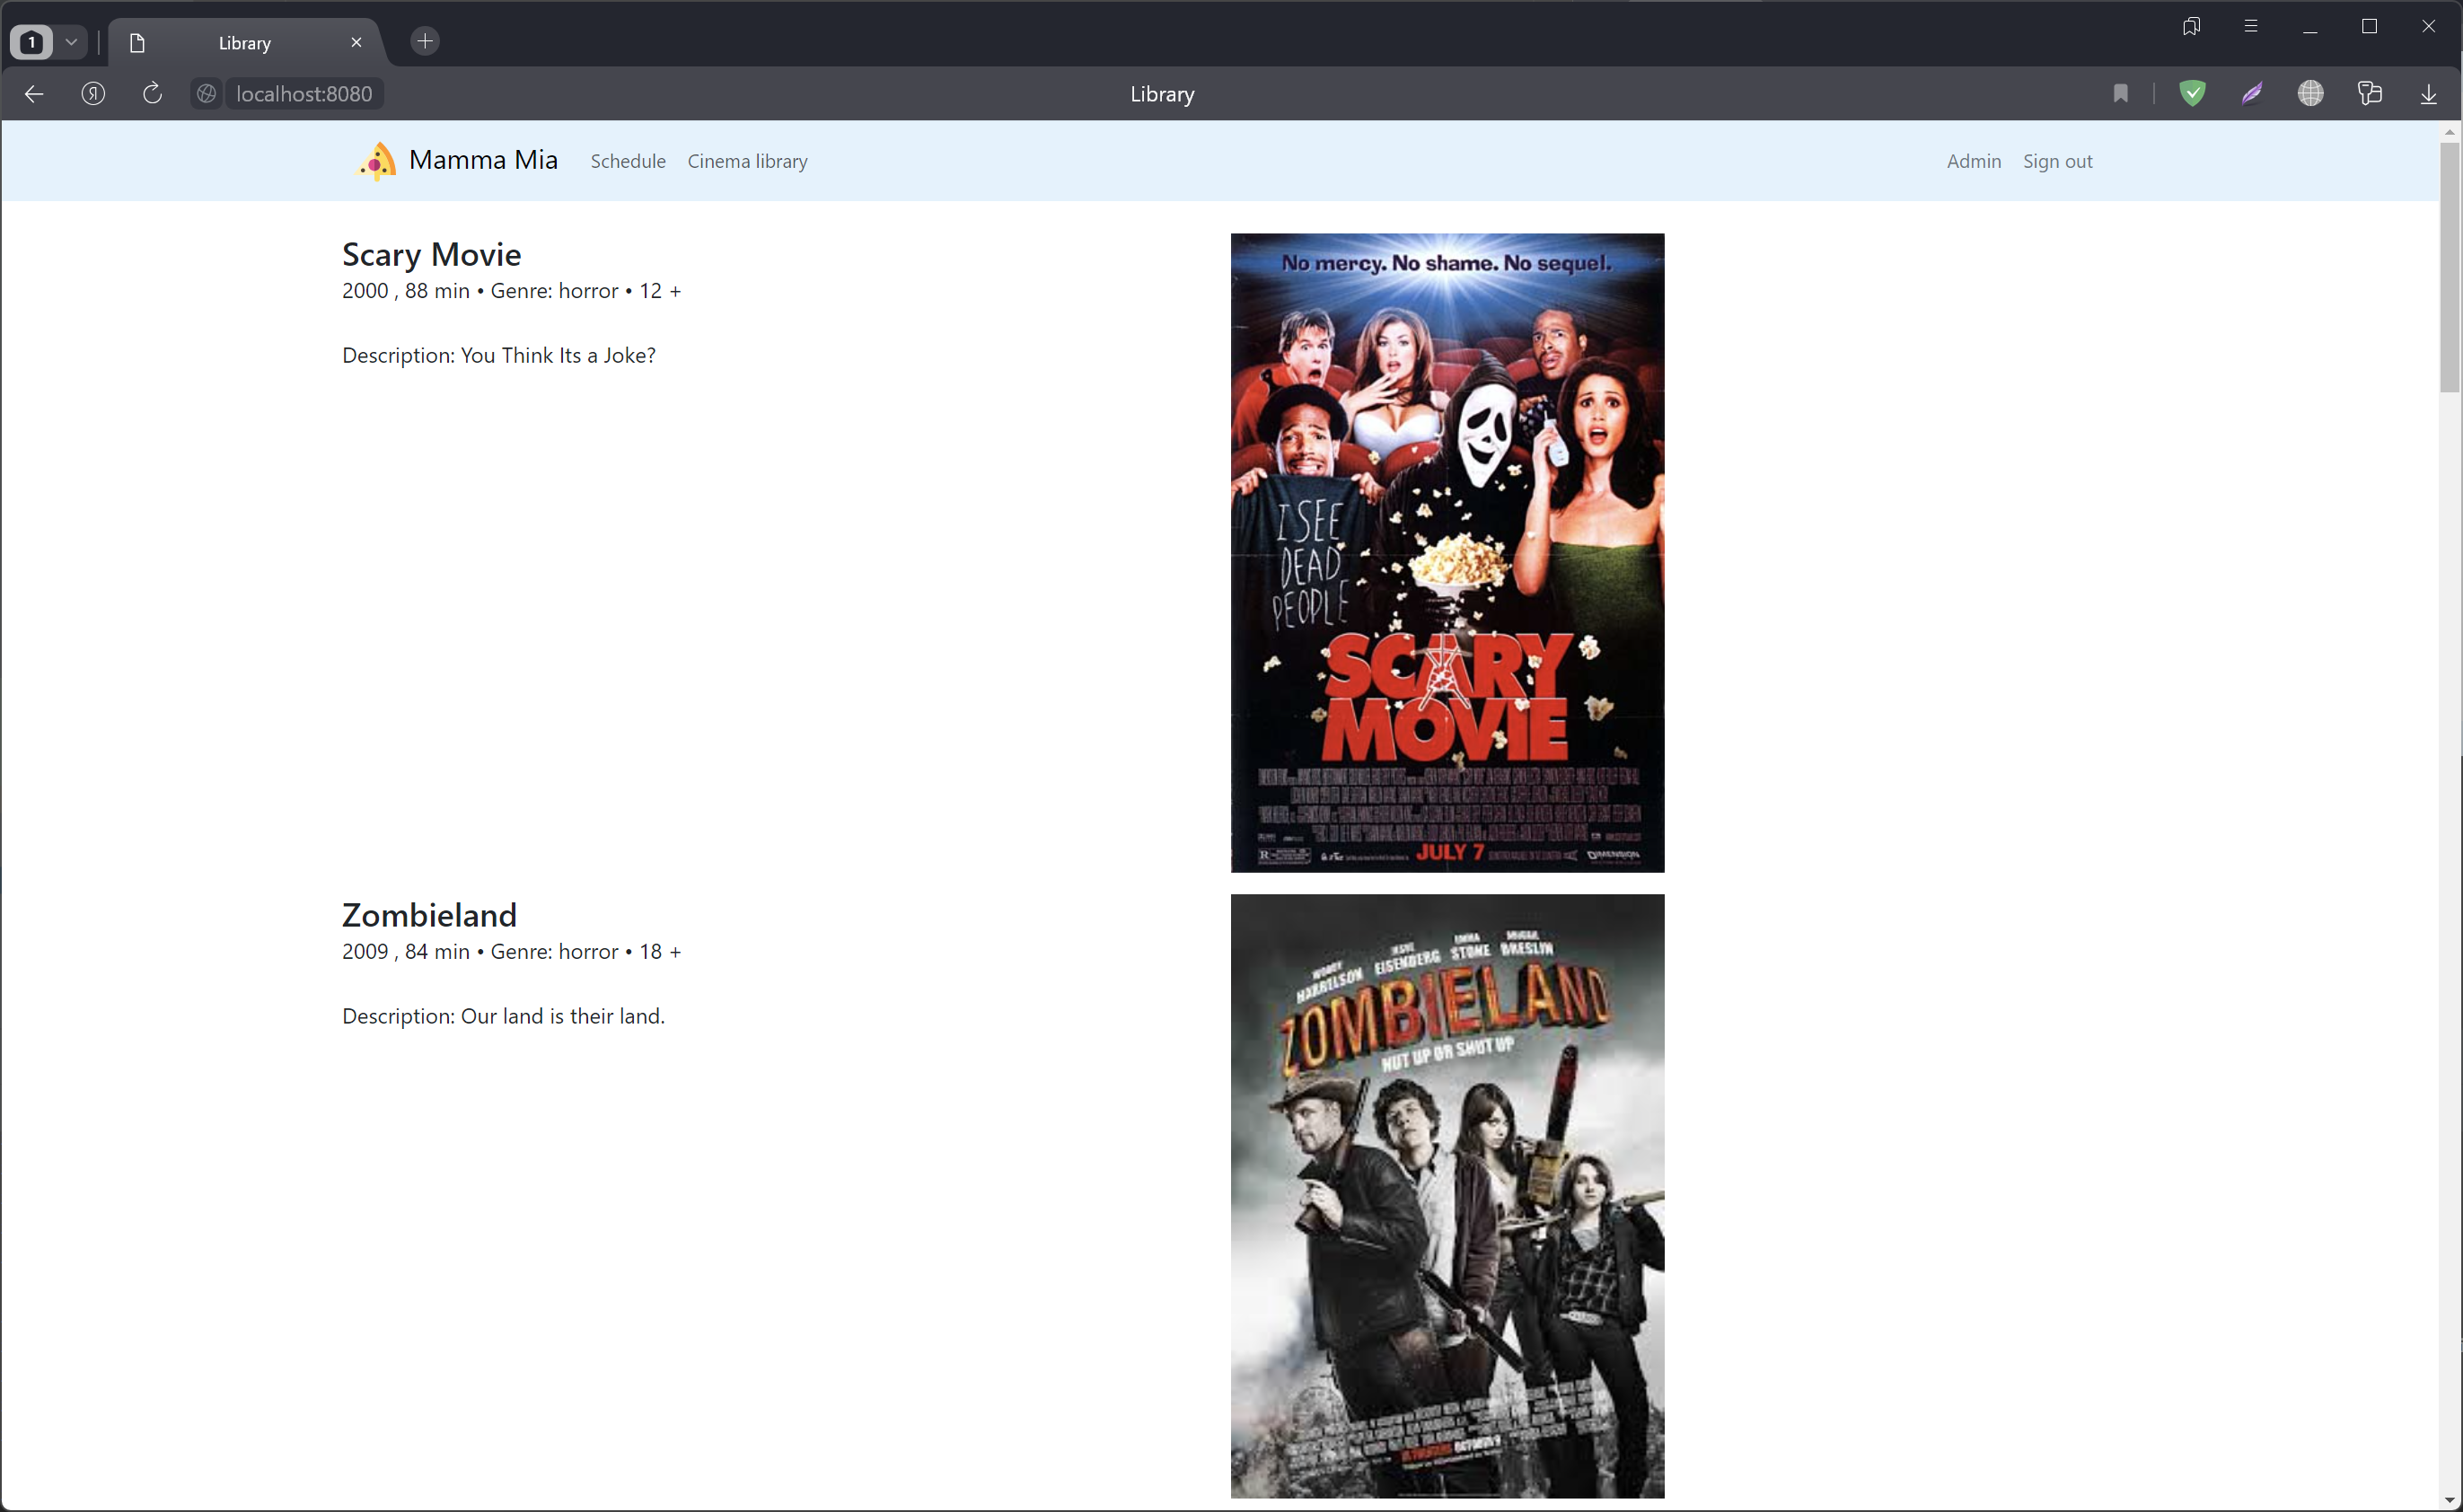 1
Library
localhost:8080
Library
Mamma Mia
Schedule
Cinema library
Admin
Sign out
Scary Movie
2000 , 88 min • Genre: horror • 12 +
Description: You Think Its a Joke?
No mercy. No shame. No sequel.
I SEE
DEAD
PEOPLE
SCARY
MOVIE
R
JULY 7
DIMENSION
Zombieland
2009 , 84 min • Genre: horror • 18 +
Description: Our land is their land.
WOODY HARRELSON
JESSE EISENBERG
EMMA STONE
BRESLIN
ZOMBIELAND
NUT UP OR SHUT UP